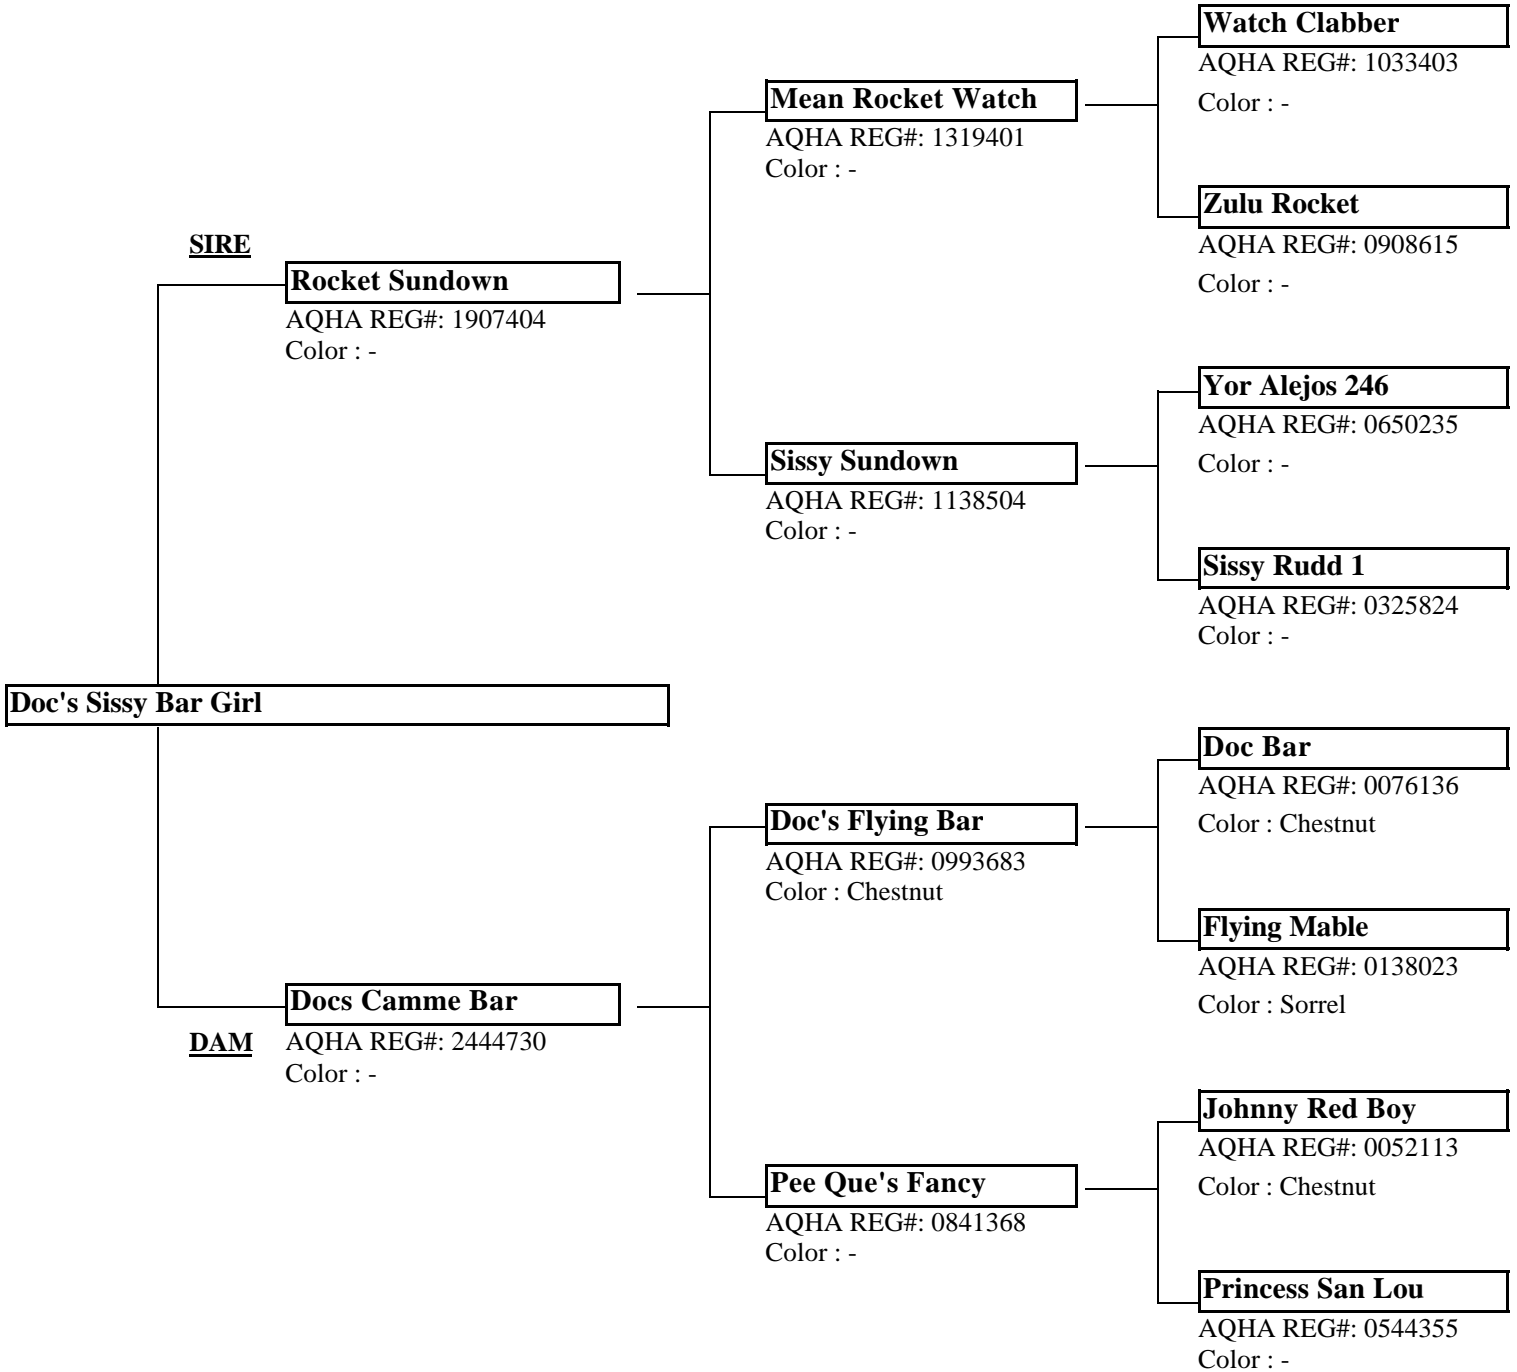 Watch Clabber
AQHA REG#: 1033403
Color : -
Mean Rocket Watch
AQHA REG#: 1319401
Color : -
Zulu Rocket
AQHA REG#: 0908615
Color : -
SIRE
Rocket Sundown
AQHA REG#: 1907404
Color : -
Yor Alejos 246
AQHA REG#: 0650235
Color : -
Sissy Sundown
AQHA REG#: 1138504
Color : -
Sissy Rudd 1
AQHA REG#: 0325824
Color : -
Doc's Sissy Bar Girl
Doc Bar
AQHA REG#: 0076136
Color : Chestnut
Doc's Flying Bar
AQHA REG#: 0993683
Color : Chestnut
Flying Mable
AQHA REG#: 0138023
Color : Sorrel
Docs Camme Bar
DAM
AQHA REG#: 2444730
Color : -
Johnny Red Boy
AQHA REG#: 0052113
Color : Chestnut
Pee Que's Fancy
AQHA REG#: 0841368
Color : -
Princess San Lou
AQHA REG#: 0544355
Color : -